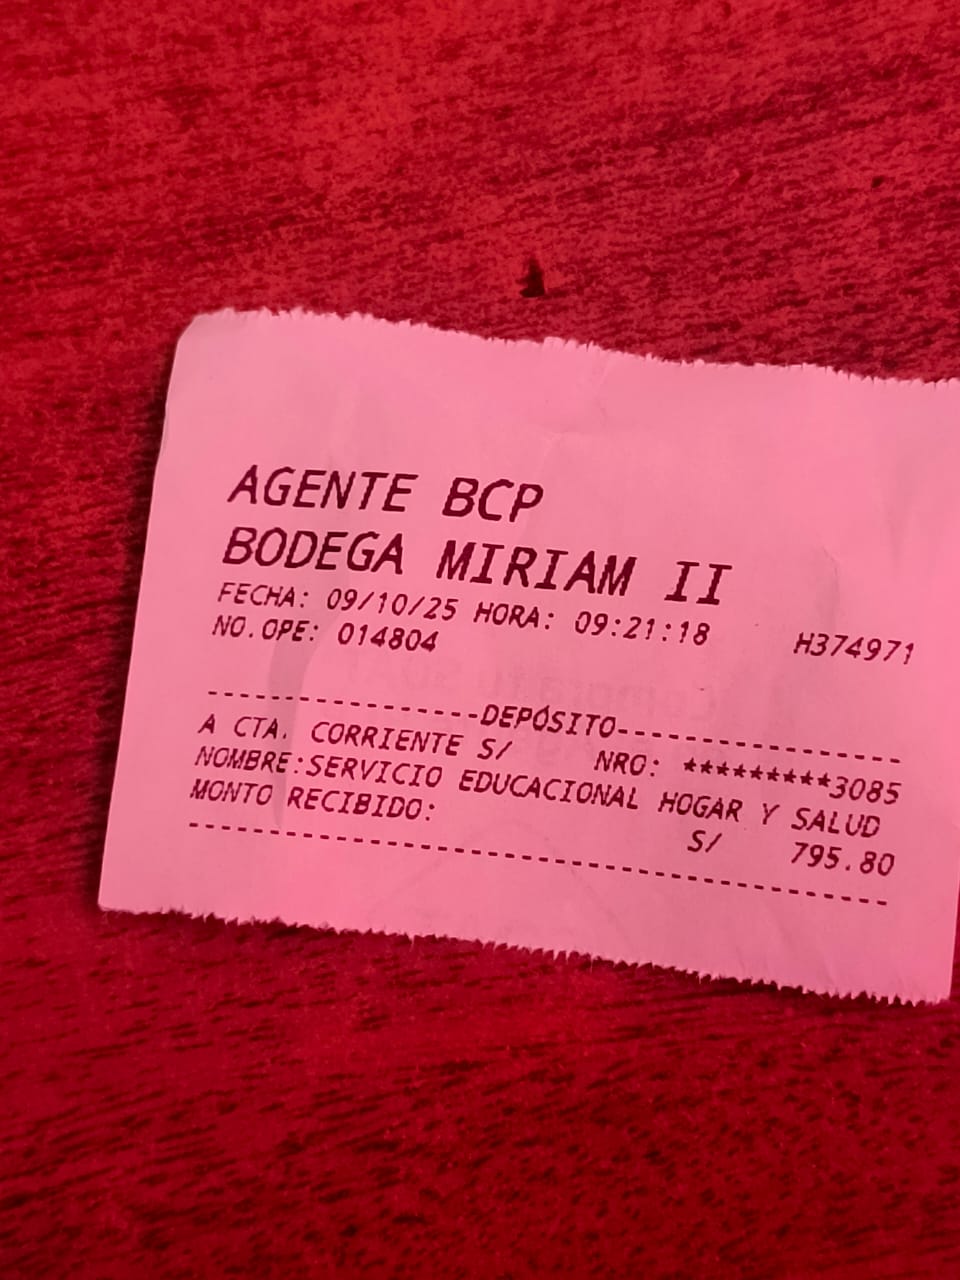 AGENTE BCP
BODEGA MIRIAM II
FECHA: 09/10/25 HORA: 09:21:18 H374971
NO.OPE: 014804
--------------------DEPÓSITO---------------------
A CTA. CORRIENTE S/ NRO: *********3085
NOMBRE:SERVICIO EDUCACIONAL HOGAR Y SALUD
MONTO RECIBIDO: S/ 795.80
--------------------------------------------------